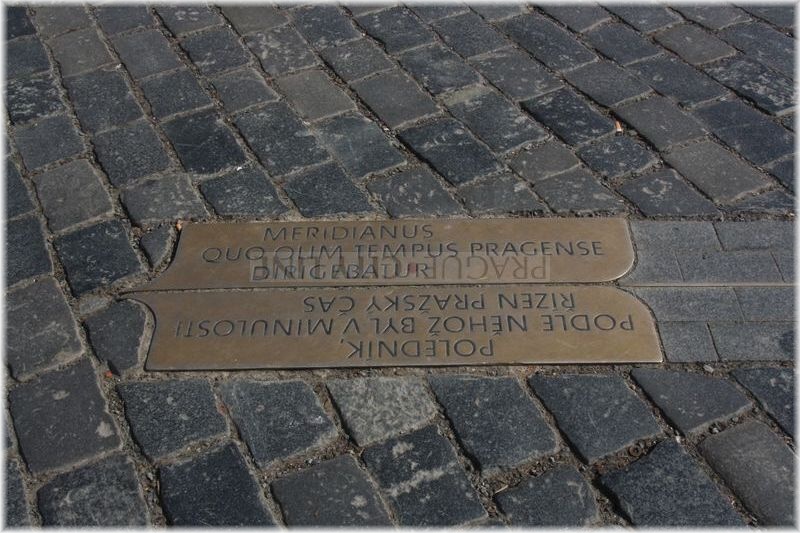 MERIDIANUS
QUO OLIM TEMPUS PRAGENSE
DIRIGEBATUR
POLEDNÍK,
PODLE NĚHOŽ BYL V MINULOSTI
ŘÍZEN PRAŽSKÝ ČAS